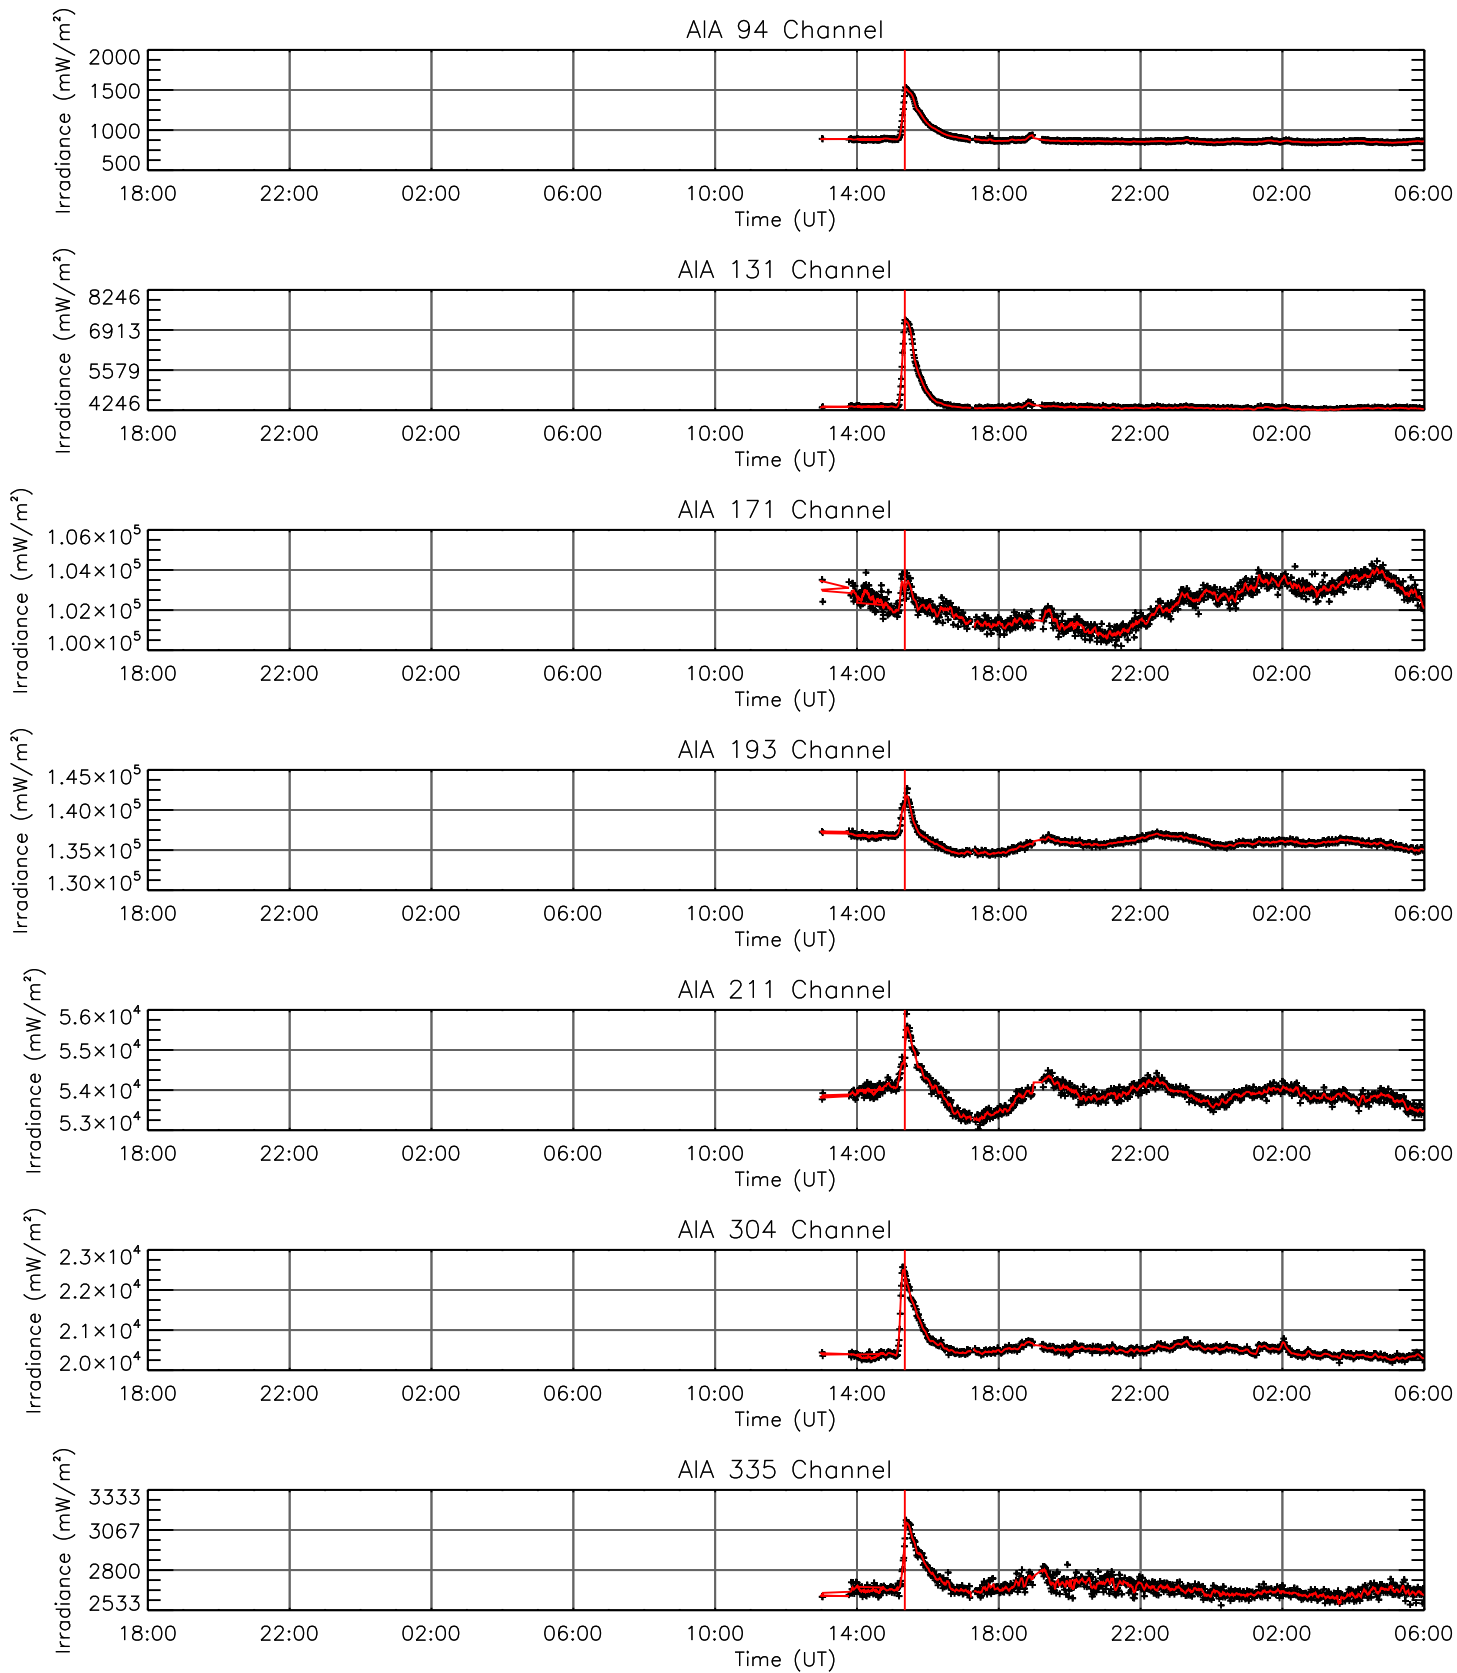 AIA 94 Channel
Irradiance (mW/m²)
2000
1500
1000
500
18:00 22:00 02:00 06:00 10:00 14:00 18:00 22:00 02:00 06:00
Time (UT)
AIA 131 Channel
Irradiance (mW/m²)
8246
6913
5579
4246
18:00 22:00 02:00 06:00 10:00 14:00 18:00 22:00 02:00 06:00
Time (UT)
AIA 171 Channel
Irradiance (mW/m²)
1.06×10⁵
1.04×10⁵
1.02×10⁵
1.00×10⁵
18:00 22:00 02:00 06:00 10:00 14:00 18:00 22:00 02:00 06:00
Time (UT)
AIA 193 Channel
Irradiance (mW/m²)
1.45×10⁵
1.40×10⁵
1.35×10⁵
1.30×10⁵
18:00 22:00 02:00 06:00 10:00 14:00 18:00 22:00 02:00 06:00
Time (UT)
AIA 211 Channel
Irradiance (mW/m²)
5.6×10⁴
5.5×10⁴
5.4×10⁴
5.3×10⁴
18:00 22:00 02:00 06:00 10:00 14:00 18:00 22:00 02:00 06:00
Time (UT)
AIA 304 Channel
Irradiance (mW/m²)
2.3×10⁴
2.2×10⁴
2.1×10⁴
2.0×10⁴
18:00 22:00 02:00 06:00 10:00 14:00 18:00 22:00 02:00 06:00
Time (UT)
AIA 335 Channel
Irradiance (mW/m²)
3333
3067
2800
2533
18:00 22:00 02:00 06:00 10:00 14:00 18:00 22:00 02:00 06:00
Time (UT)